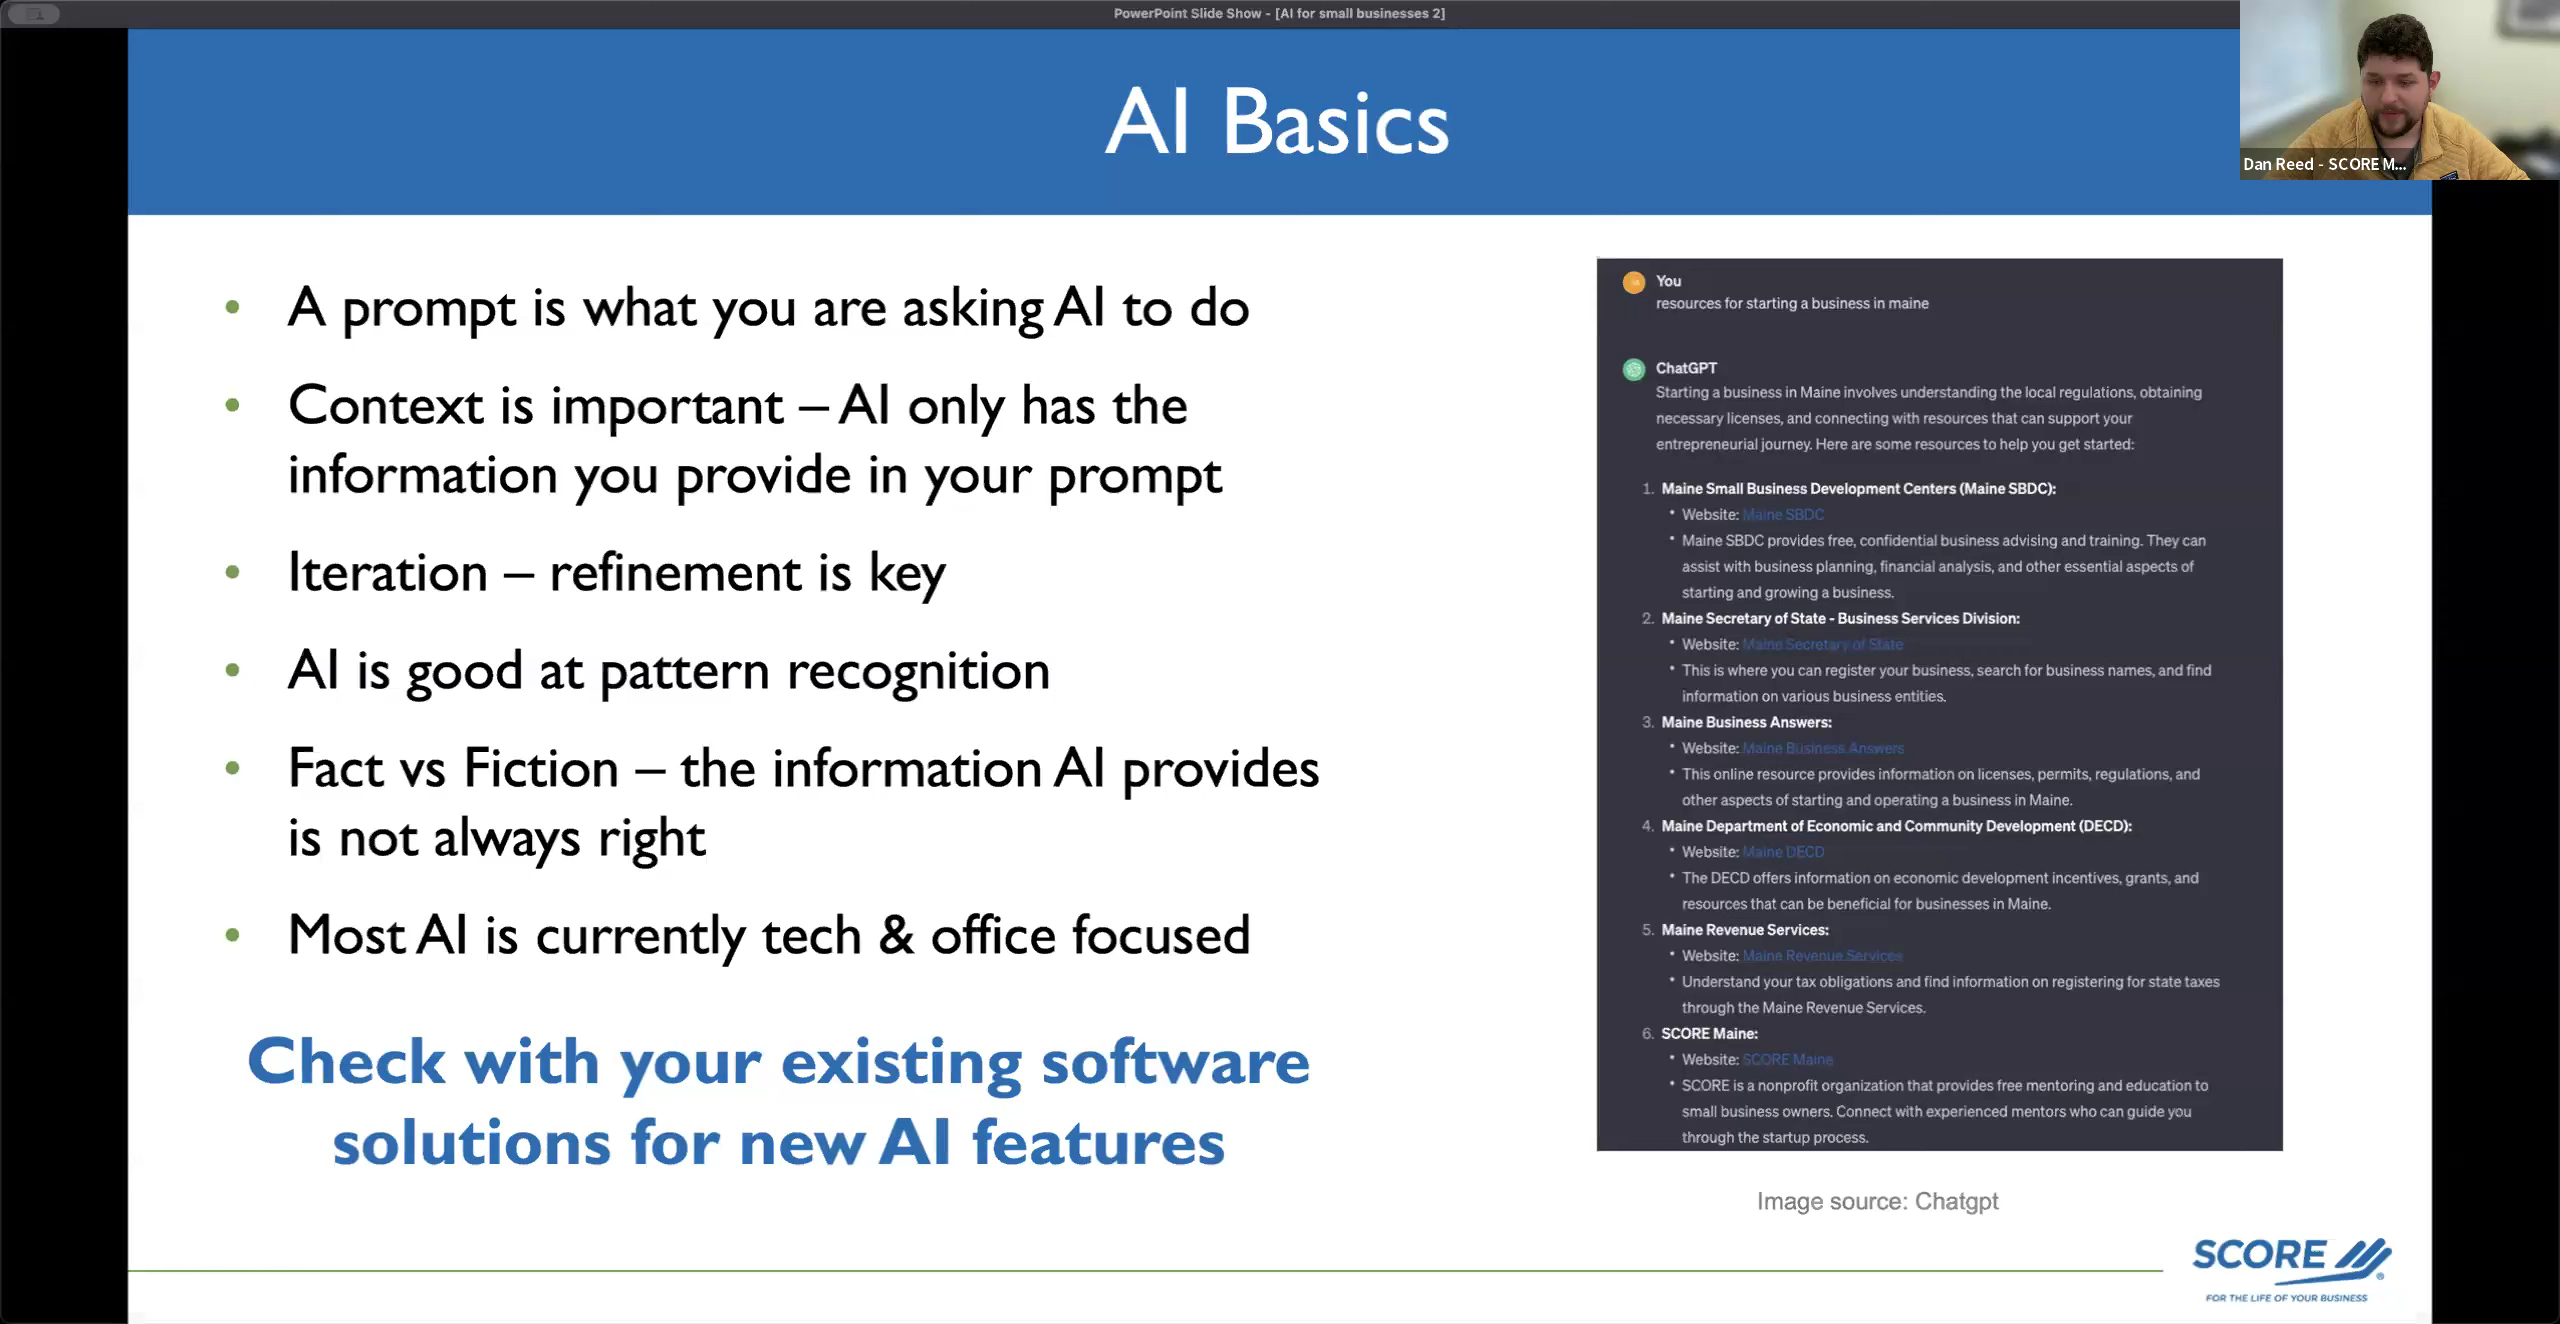 PowerPoint Slide Show - [AI for small businesses 2]
AI Basics
Dan Reed - SCORE M...
• A prompt is what you are asking AI to do
• Context is important – AI only has the
information you provide in your prompt
• Iteration – refinement is key
• AI is good at pattern recognition
• Fact vs Fiction – the information AI provides
is not always right
• Most AI is currently tech & office focused
Check with your existing software
solutions for new AI features
You
resources for starting a business in maine
ChatGPT
Starting a business in Maine involves understanding the local regulations, obtaining
necessary licenses, and connecting with resources that can support your
entrepreneurial journey. Here are some resources to help you get started:
1. Maine Small Business Development Centers (Maine SBDC):
• Website: Maine SBDC
• Maine SBDC provides free, confidential business advising and training. They can
assist with business planning, financial analysis, and other essential aspects of
starting and growing a business.
2. Maine Secretary of State - Business Services Division:
• Website: Maine Secretary of State
• This is where you can register your business, search for business names, and find
information on various business entities.
3. Maine Business Answers:
• Website: Maine Business Answers
• This online resource provides information on licenses, permits, regulations, and
other aspects of starting and operating a business in Maine.
4. Maine Department of Economic and Community Development (DECD):
• Website: Maine DECD
• The DECD offers information on economic development incentives, grants, and
resources that can be beneficial for businesses in Maine.
5. Maine Revenue Services:
• Website: Maine Revenue Services
• Understand your tax obligations and find information on registering for state taxes
through the Maine Revenue Services.
6. SCORE Maine:
• Website: SCORE Maine
• SCORE is a nonprofit organization that provides free mentoring and education to
small business owners. Connect with experienced mentors who can guide you
through the startup process.
Image source: Chatgpt
SCORE ®
FOR THE LIFE OF YOUR BUSINESS